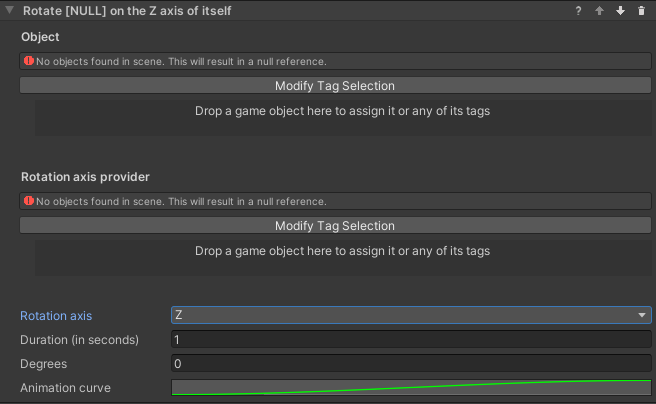 Rotate [NULL] on the Z axis of itself ?
Object
No objects found in scene. This will result in a null reference.
Modify Tag Selection
Drop a game object here to assign it or any of its tags
Rotation axis provider
No objects found in scene. This will result in a null reference.
Modify Tag Selection
Drop a game object here to assign it or any of its tags
Rotation axis Z
Duration (in seconds) 1
Degrees 0
Animation curve